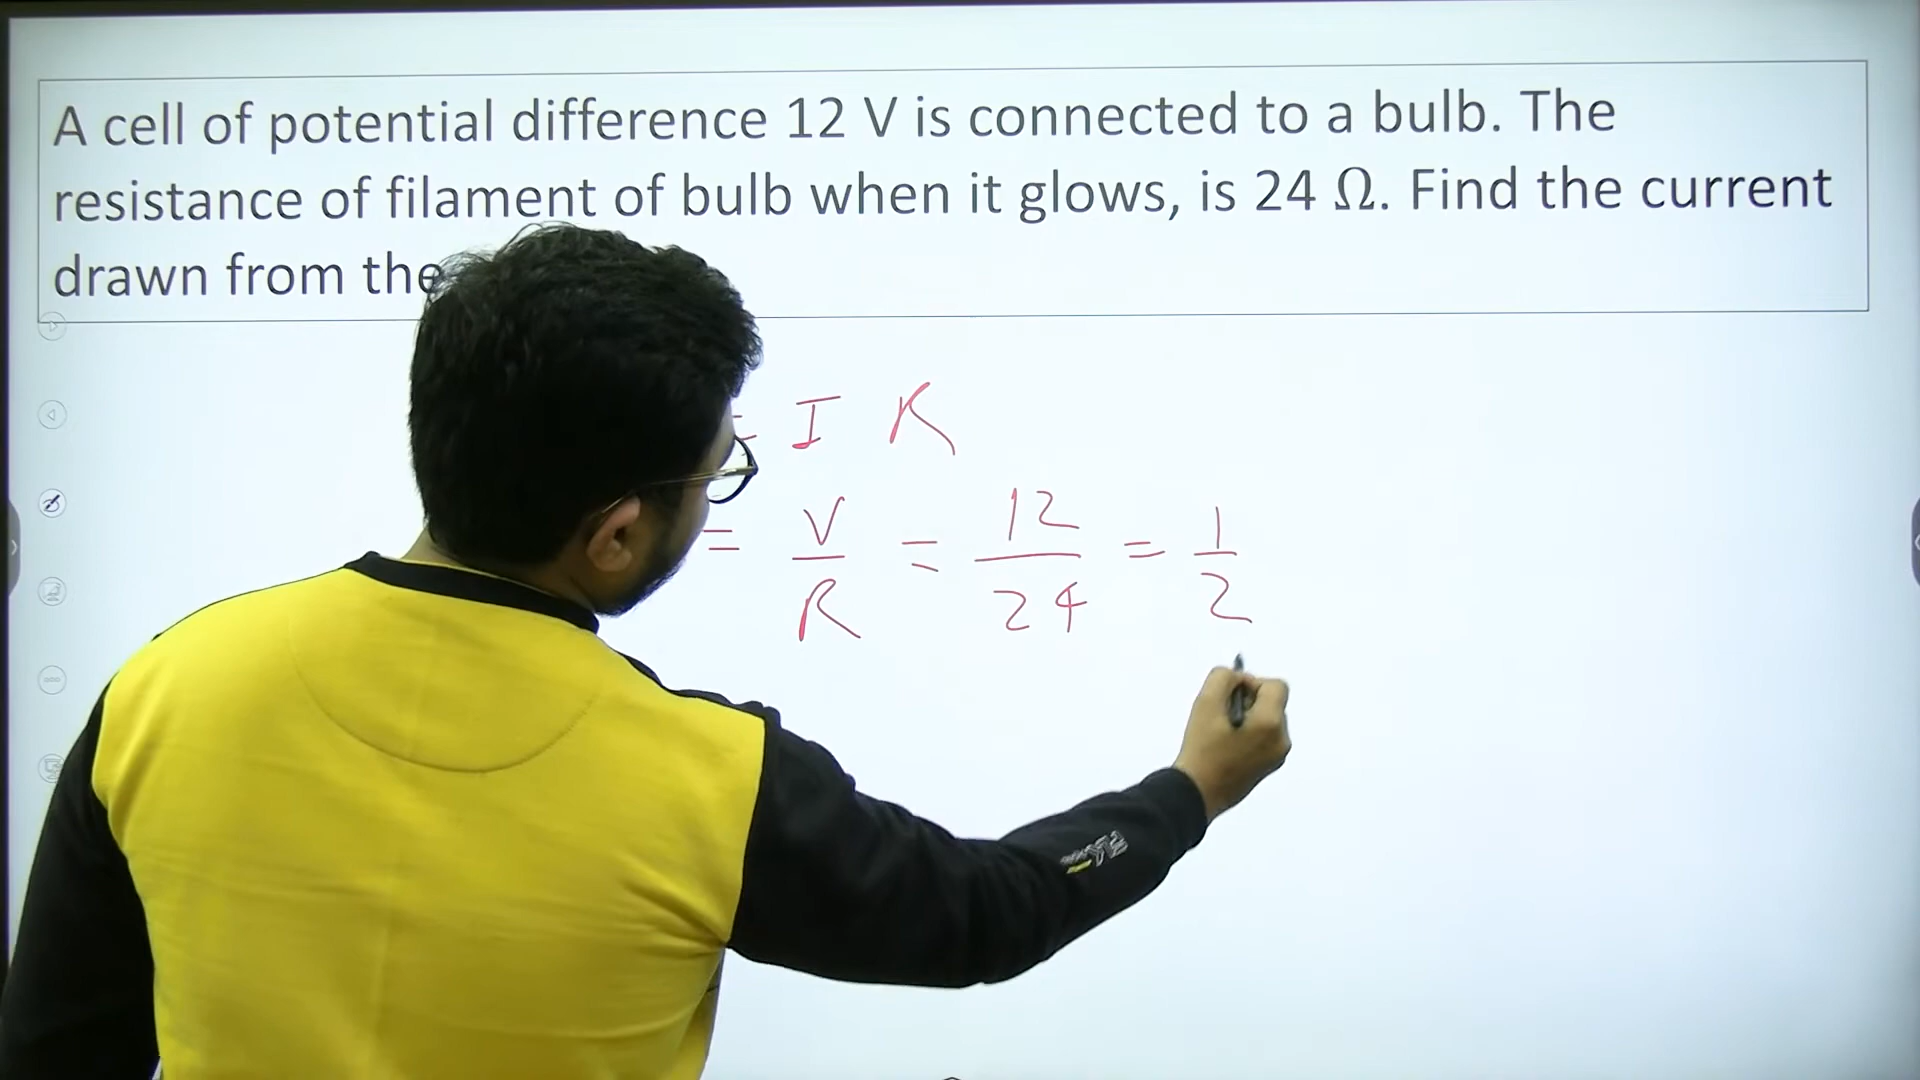 A cell of potential difference 12 V is connected to a bulb. The
resistance of filament of bulb when it glows, is 24 Ω. Find the current
drawn from the
= I R
= V/R = 12/24 = 1/2